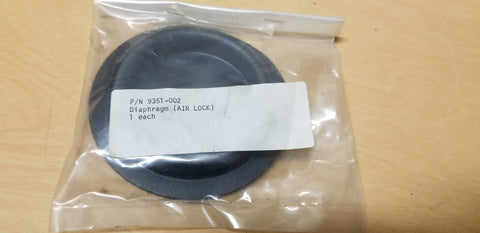 P/N 9351-002
Diaphragm (AIR LOCK)
1 each